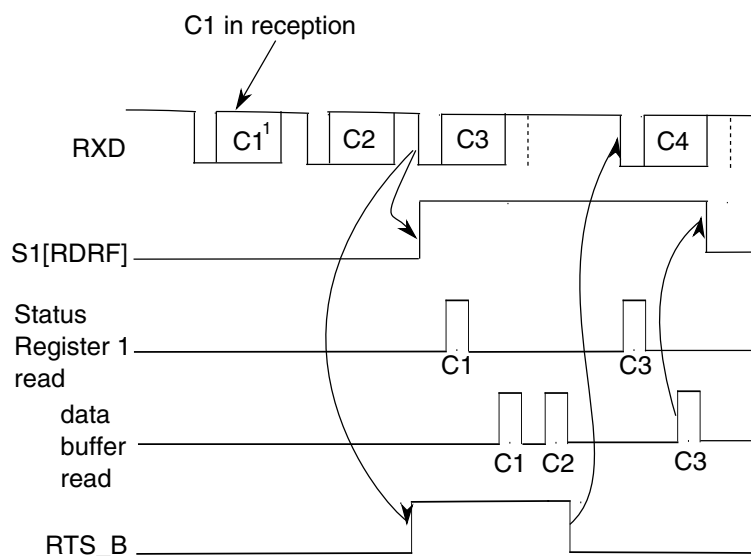 C1 in reception
RXD
C1¹
C2
C3
C4
S1[RDRF]
Status
Register 1
read
C1
C3
data
buffer
read
C1
C2
C3
RTS_B